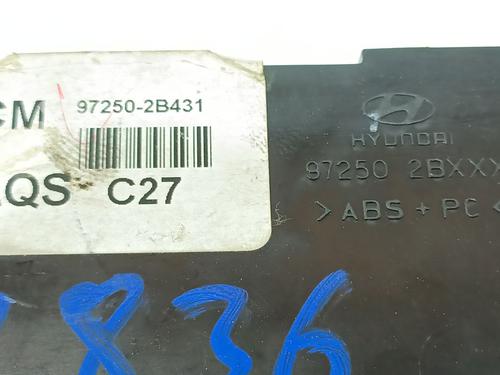 CM 97250-2B431
QS C27
HYUNDAI
97250 2BXXX
> ABS + PC <
836